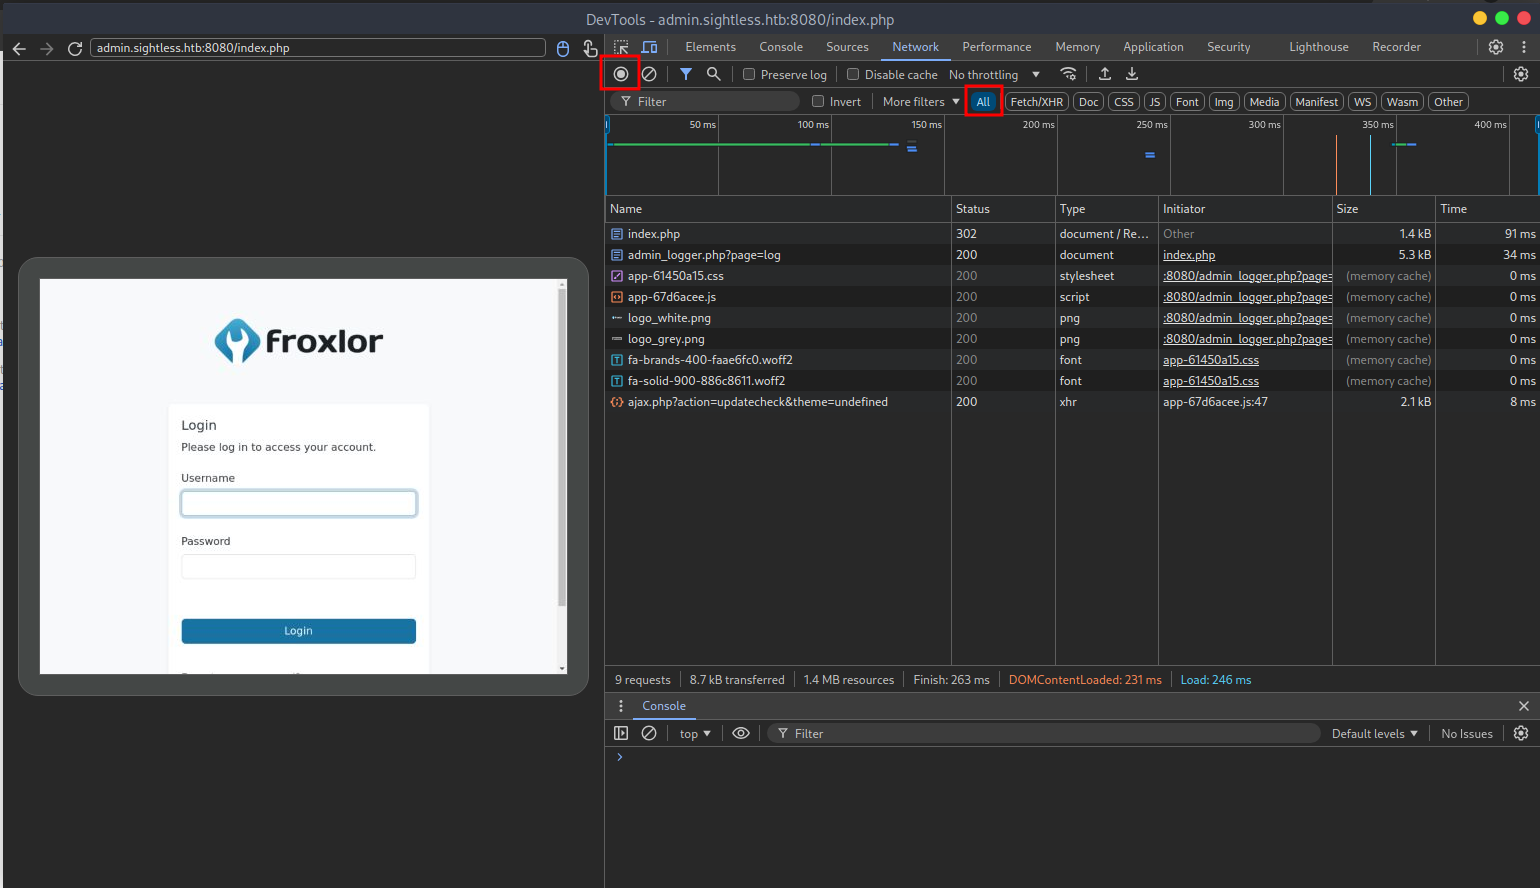 DevTools - admin.sightless.htb:8080/index.php
admin.sightless.htb:8080/index.php
Elements Console Sources Network Performance Memory Application Security Lighthouse Recorder
Preserve log Disable cache No throttling
Filter Invert More filters All Fetch/XHR Doc CSS JS Font Img Media Manifest WS Wasm Other
50 ms 100 ms 150 ms 200 ms 250 ms 300 ms 350 ms 400 ms
Name Status Type Initiator Size Time
index.php 302 document / Re... Other 1.4 kB 91 ms
admin_logger.php?page=log 200 document index.php 5.3 kB 34 ms
app-61450a15.css 200 stylesheet :8080/admin_logger.php?page= (memory cache) 0 ms
app-67d6acee.js 200 script :8080/admin_logger.php?page= (memory cache) 0 ms
logo_white.png 200 png :8080/admin_logger.php?page= (memory cache) 0 ms
logo_grey.png 200 png :8080/admin_logger.php?page= (memory cache) 0 ms
fa-brands-400-faae6fc0.woff2 200 font app-61450a15.css (memory cache) 0 ms
fa-solid-900-886c8611.woff2 200 font app-61450a15.css (memory cache) 0 ms
ajax.php?action=updatecheck&theme=undefined 200 xhr app-67d6acee.js:47 2.1 kB 8 ms
froxlor
Login
Please log in to access your account.
Username
Password
Login
9 requests 8.7 kB transferred 1.4 MB resources Finish: 263 ms DOMContentLoaded: 231 ms Load: 246 ms
Console
top Filter Default levels No Issues